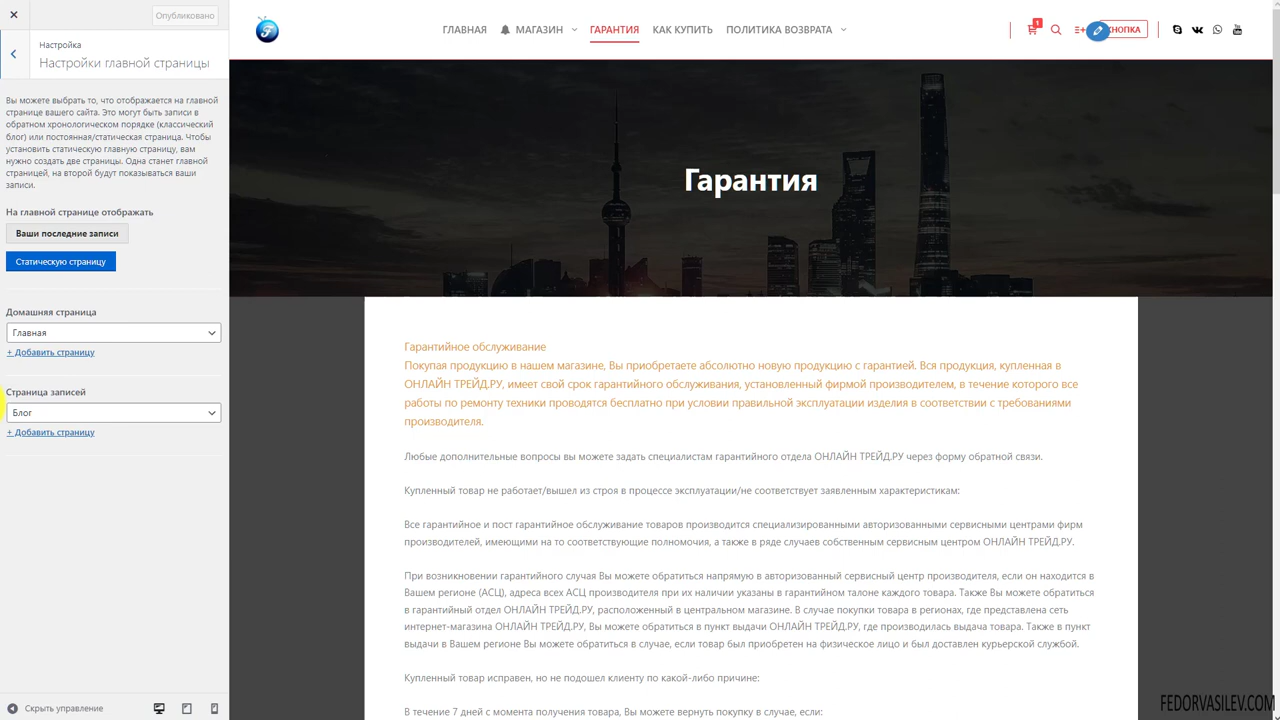 Опубликовано
Настройка
Настройки главной страницы
Вы можете выбрать то, что отображается на главной
странице вашего сайта. Это могут быть записи в
обратном хронологическом порядке (классический
блог) или постоянная/статическая страница. Чтобы
установить статическую главную страницу, вам
нужно создать две страницы. Одна станет главной
страницей, на второй будут показываться ваши
записи.
На главной странице отображать
Ваши последние записи
Статическую страницу
Домашняя страница
Главная
+ Добавить страницу
Страница записей
Блог
+ Добавить страницу
Скрыть управление
ГЛАВНАЯ МАГАЗИН ГАРАНТИЯ КАК КУПИТЬ ПОЛИТИКА ВОЗВРАТА
1
КНОПКА
Гарантия
Гарантийное обслуживание
Покупая продукцию в нашем магазине, Вы приобретаете абсолютно новую продукцию с гарантией. Вся продукция, купленная в
ОНЛАЙН ТРЕЙД.РУ, имеет свой срок гарантийного обслуживания, установленный фирмой производителем, в течение которого все
работы по ремонту техники проводятся бесплатно при условии правильной эксплуатации изделия в соответствии с требованиями
производителя.
Любые дополнительные вопросы вы можете задать специалистам гарантийного отдела ОНЛАЙН ТРЕЙД.РУ через форму обратной связи.
Купленный товар не работает/вышел из строя в процессе эксплуатации/не соответствует заявленным характеристикам:
Все гарантийное и пост гарантийное обслуживание товаров производится специализированными авторизованными сервисными центрами фирм
производителей, имеющими на то соответствующие полномочия, а также в ряде случаев собственным сервисным центром ОНЛАЙН ТРЕЙД.РУ.
При возникновении гарантийного случая Вы можете обратиться напрямую в авторизованный сервисный центр производителя, если он находится в
Вашем регионе (АСЦ), адреса всех АСЦ производителя при их наличии указаны в гарантийном талоне каждого товара. Также Вы можете обратиться
в гарантийный отдел ОНЛАЙН ТРЕЙД.РУ, расположенный в центральном магазине. В случае покупки товара в регионах, где представлена сеть
интернет-магазина ОНЛАЙН ТРЕЙД.РУ, Вы можете обратиться в пункт выдачи ОНЛАЙН ТРЕЙД.РУ, где производилась выдача товара. Также в пункт
выдачи в Вашем регионе Вы можете обратиться в случае, если товар был приобретен на физическое лицо и был доставлен курьерской службой.
Купленный товар исправен, но не подошел клиенту по какой-либо причине:
В течение 7 дней с момента получения товара, Вы можете вернуть покупку в случае, если:
FEDORVASILEV.COM